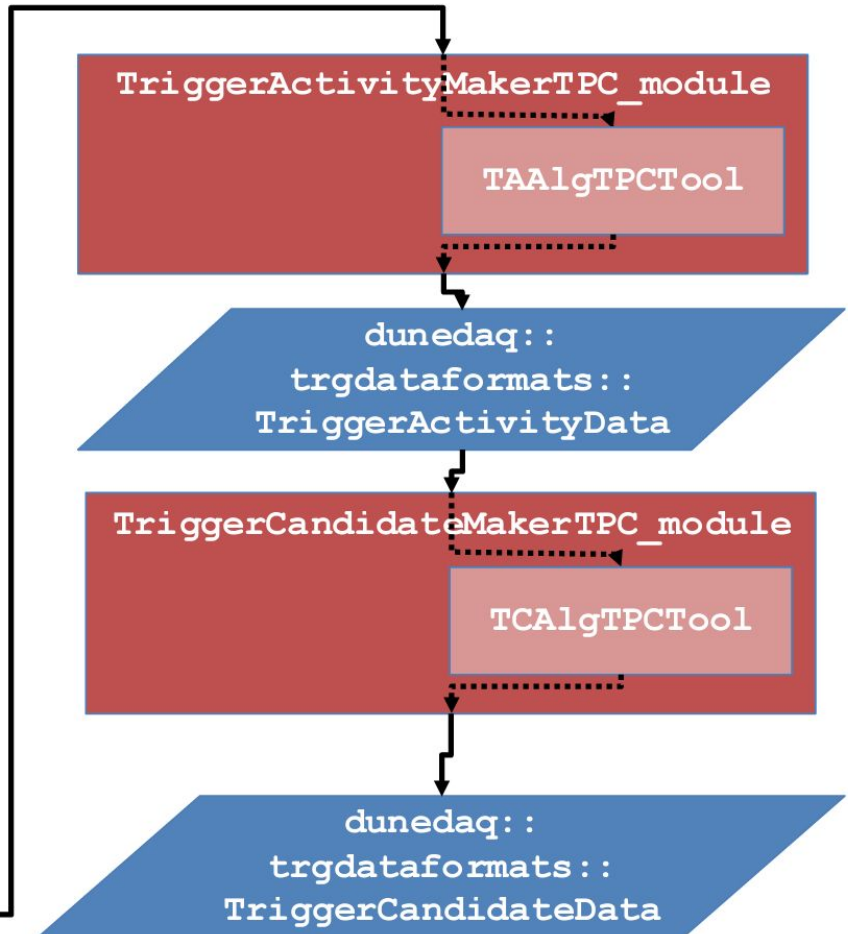 TriggerActivityMakerTPC_module
TAAlgTPCTool
dunedaq::
trgdataformats::
TriggerActivityData
TriggerCandidateMakerTPC_module
TCAlgTPCTool
dunedaq::
trgdataformats::
TriggerCandidateData